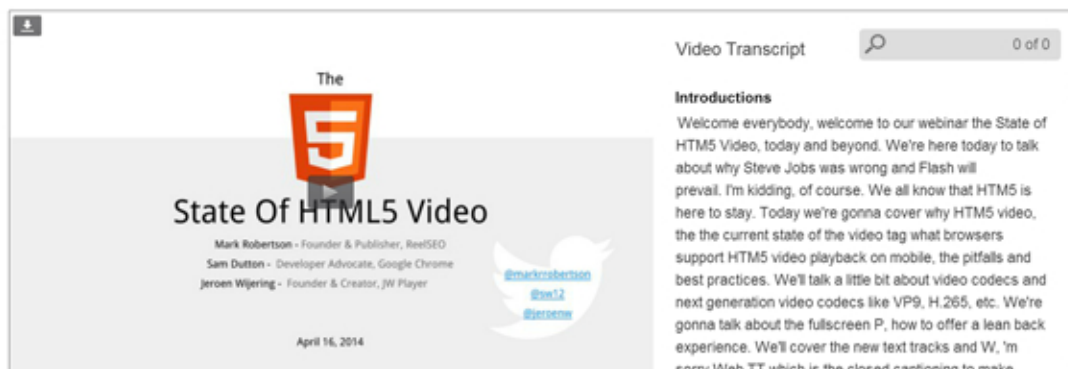 The
5
State Of HTML5 Video
Mark Robertson - Founder & Publisher, ReelSEO
Sam Dutton - Developer Advocate, Google Chrome
Jeroen Wijering - Founder & Creator, JW Player
@markrrobertson
@sw12
@jeroenw
April 16, 2014
Video Transcript
0 of 0
Introductions
Welcome everybody, welcome to our webinar the State of
HTM5 Video, today and beyond. We're here today to talk
about why Steve Jobs was wrong and Flash will
prevail. I'm kidding, of course. We all know that HTM5 is
here to stay. Today we're gonna cover why HTM5 video,
the the current state of the video tag what browsers
support HTM5 video playback on mobile, the pitfalls and
best practices. We'll talk a little bit about video codecs and
next generation video codecs like VP9, H.265, etc. We're
gonna talk about the fullscreen P, how to offer a lean back
experience. We'll cover the new text tracks and W, 'm
sorry Web TT which is the closed captioning to make